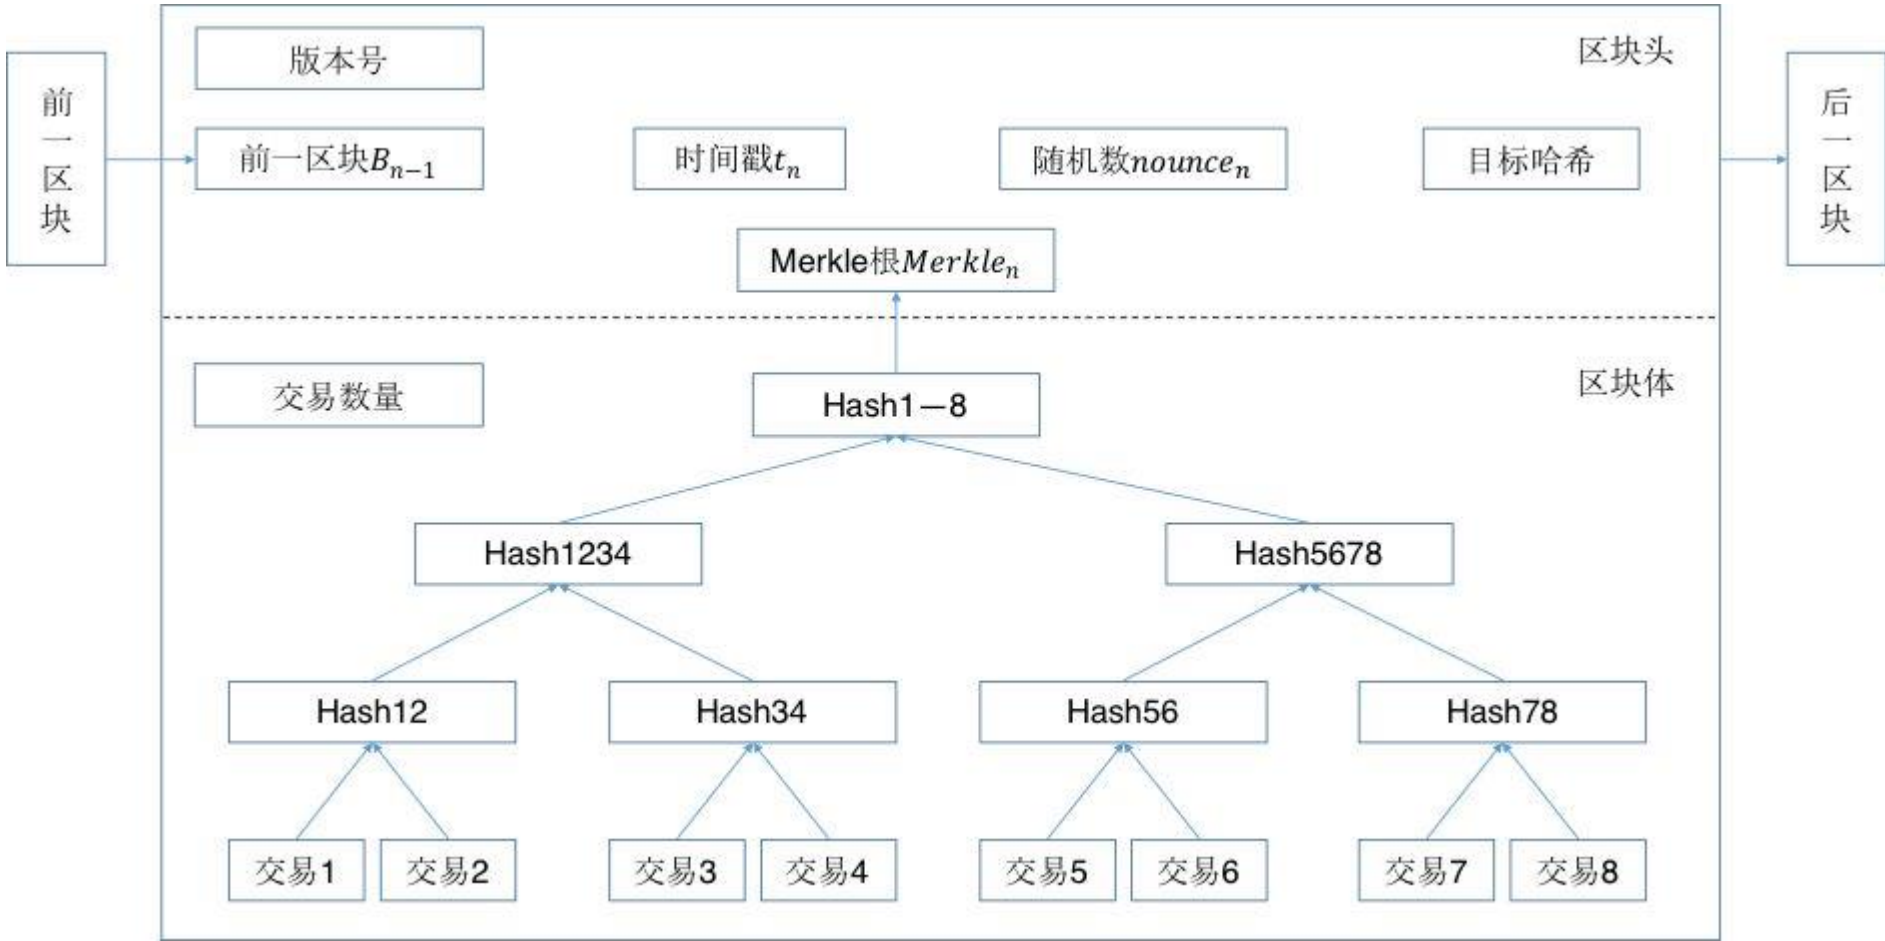 版本号
区块头
前一区块
前一区块B_{n-1}
时间戳t_n
随机数nounce_n
目标哈希
后一区块
Merkle根Merkle_n
交易数量
区块体
Hash1—8
Hash1234
Hash5678
Hash12
Hash34
Hash56
Hash78
交易1
交易2
交易3
交易4
交易5
交易6
交易7
交易8